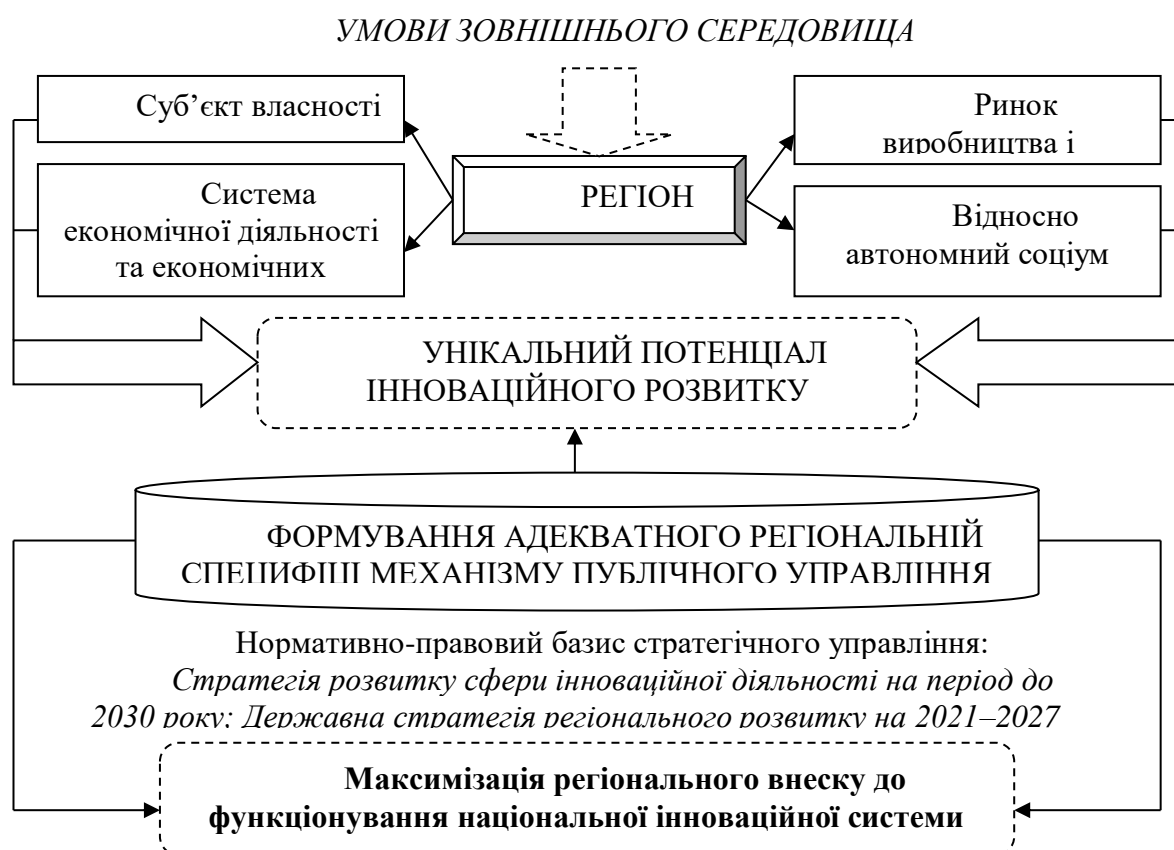 УМОВИ ЗОВНІШНЬОГО СЕРЕДОВИЩА
Суб’єкт власності
Система
економічної діяльності
та економічних
РЕГІОН
Ринок
виробництва і
Відносно
автономний соціум
УНІКАЛЬНИЙ ПОТЕНЦІАЛ
ІННОВАЦІЙНОГО РОЗВИТКУ
ФОРМУВАННЯ АДЕКВАТНОГО РЕГІОНАЛЬНІЙ
СПЕЦИФІЦІ МЕХАНІЗМУ ПУБЛІЧНОГО УПРАВЛІННЯ
Нормативно-правовий базис стратегічного управління:
Стратегія розвитку сфери інноваційної діяльності на період до
2030 року; Державна стратегія регіонального розвитку на 2021–2027
Максимізація регіонального внеску до
функціонування національної інноваційної системи